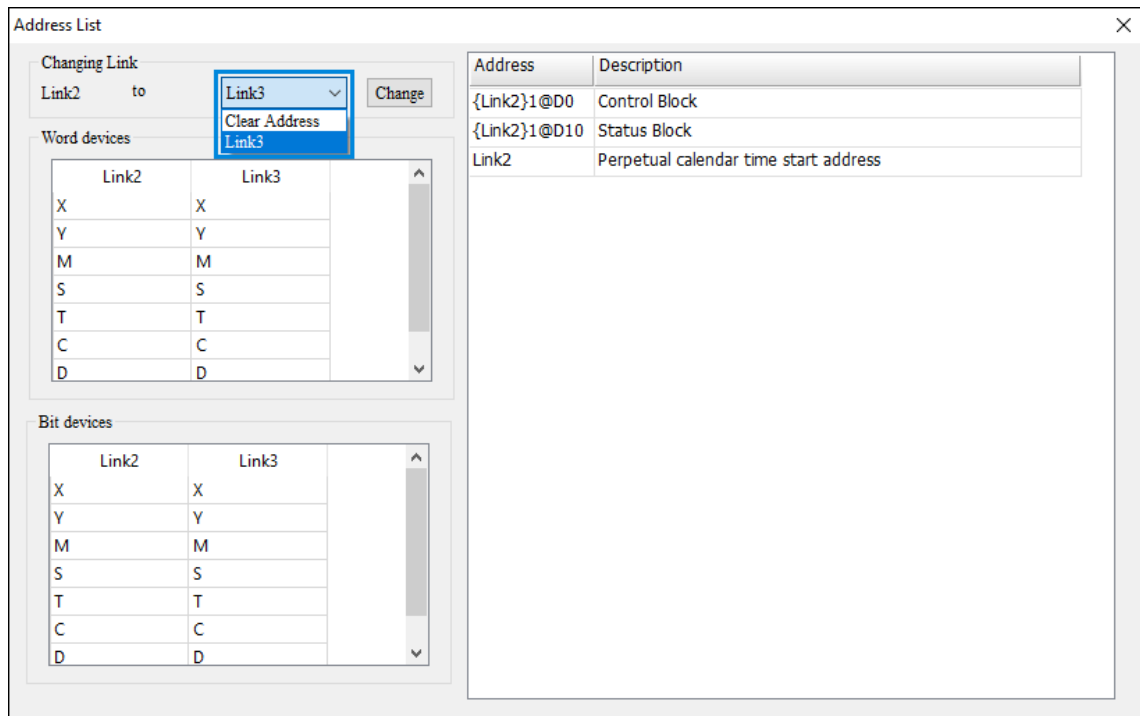 Address List
Changing Link
Link2 to Link3 Change
Clear Address
Link3
Word devices
Link2 Link3
X X
Y Y
M M
S S
T T
C C
D D
Bit devices
Link2 Link3
X X
Y Y
M M
S S
T T
C C
D D
Address Description
{Link2}1@D0 Control Block
{Link2}1@D10 Status Block
Link2 Perpetual calendar time start address